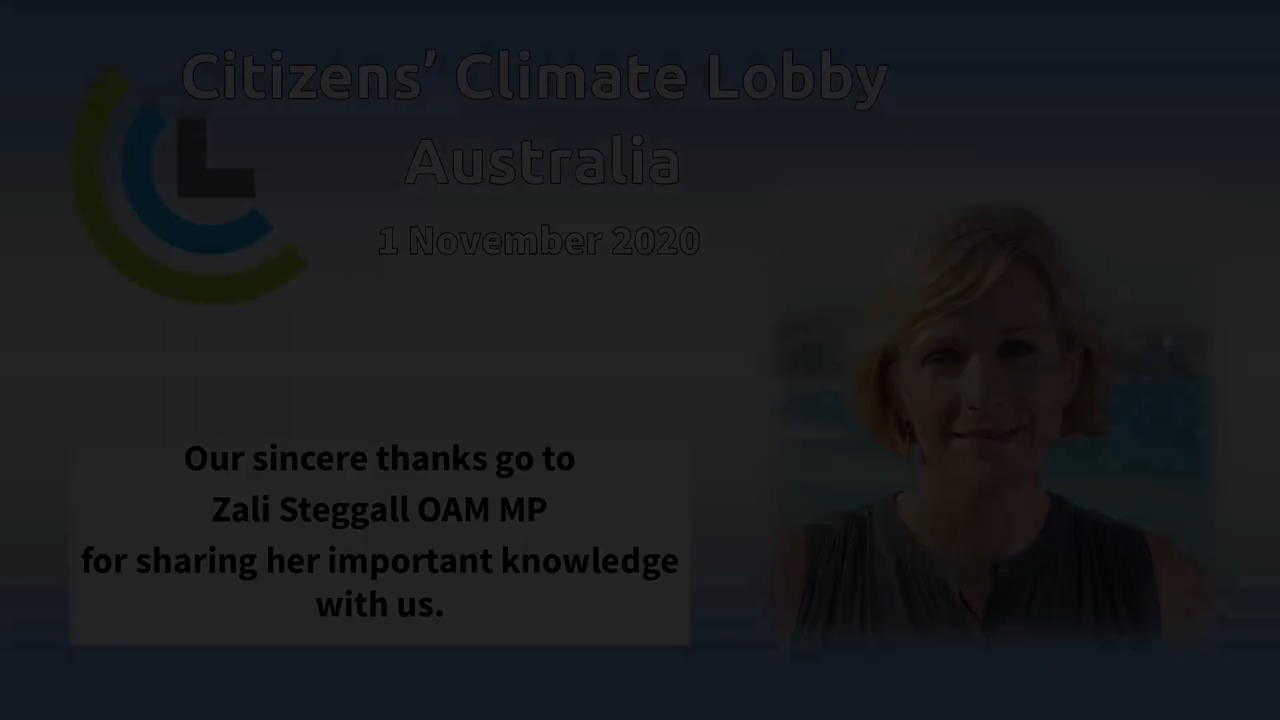 Citizens’ Climate Lobby
Australia
1 November 2020
Our sincere thanks go to
Zali Steggall OAM MP
for sharing her important knowledge
with us.